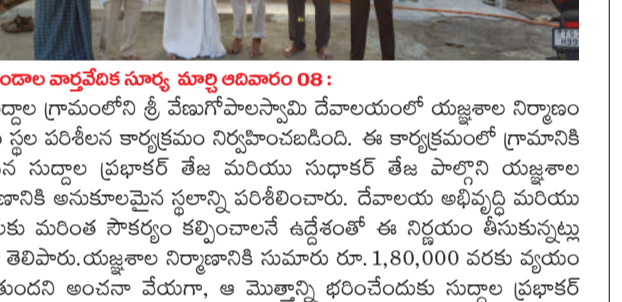 ండాల వార్తవేదిక సూర్య మార్చి ఆదివారం 08 :
ద్దాల గ్రామంలోని శ్రీ వేణుగోపాలస్వామి దేవాలయంలో యజ్ఞశాల నిర్మాణం
స్థల పరిశీలన కార్యక్రమం నిర్వహించబడింది. ఈ కార్యక్రమంలో గ్రామానికి
న సుద్దాల ప్రభాకర్ తేజ మరియు సుధాకర్ తేజ పాల్గొని యజ్ఞశాల
ణానికి అనుకూలమైన స్థలాన్ని పరిశీలించారు. దేవాలయ అభివృద్ధి మరియు
లకు మరింత సౌకర్యం కల్పించాలనే ఉద్దేశంతో ఈ నిర్ణయం తీసుకున్నట్లు
తెలిపారు.యజ్ఞశాల నిర్మాణానికి సుమారు రూ. 1,80,000 వరకు వ్యయం
తుందని అంచనా వేయగా, ఆ మొత్తాన్ని భరించేందుకు సుద్దాల ప్రభాకర్